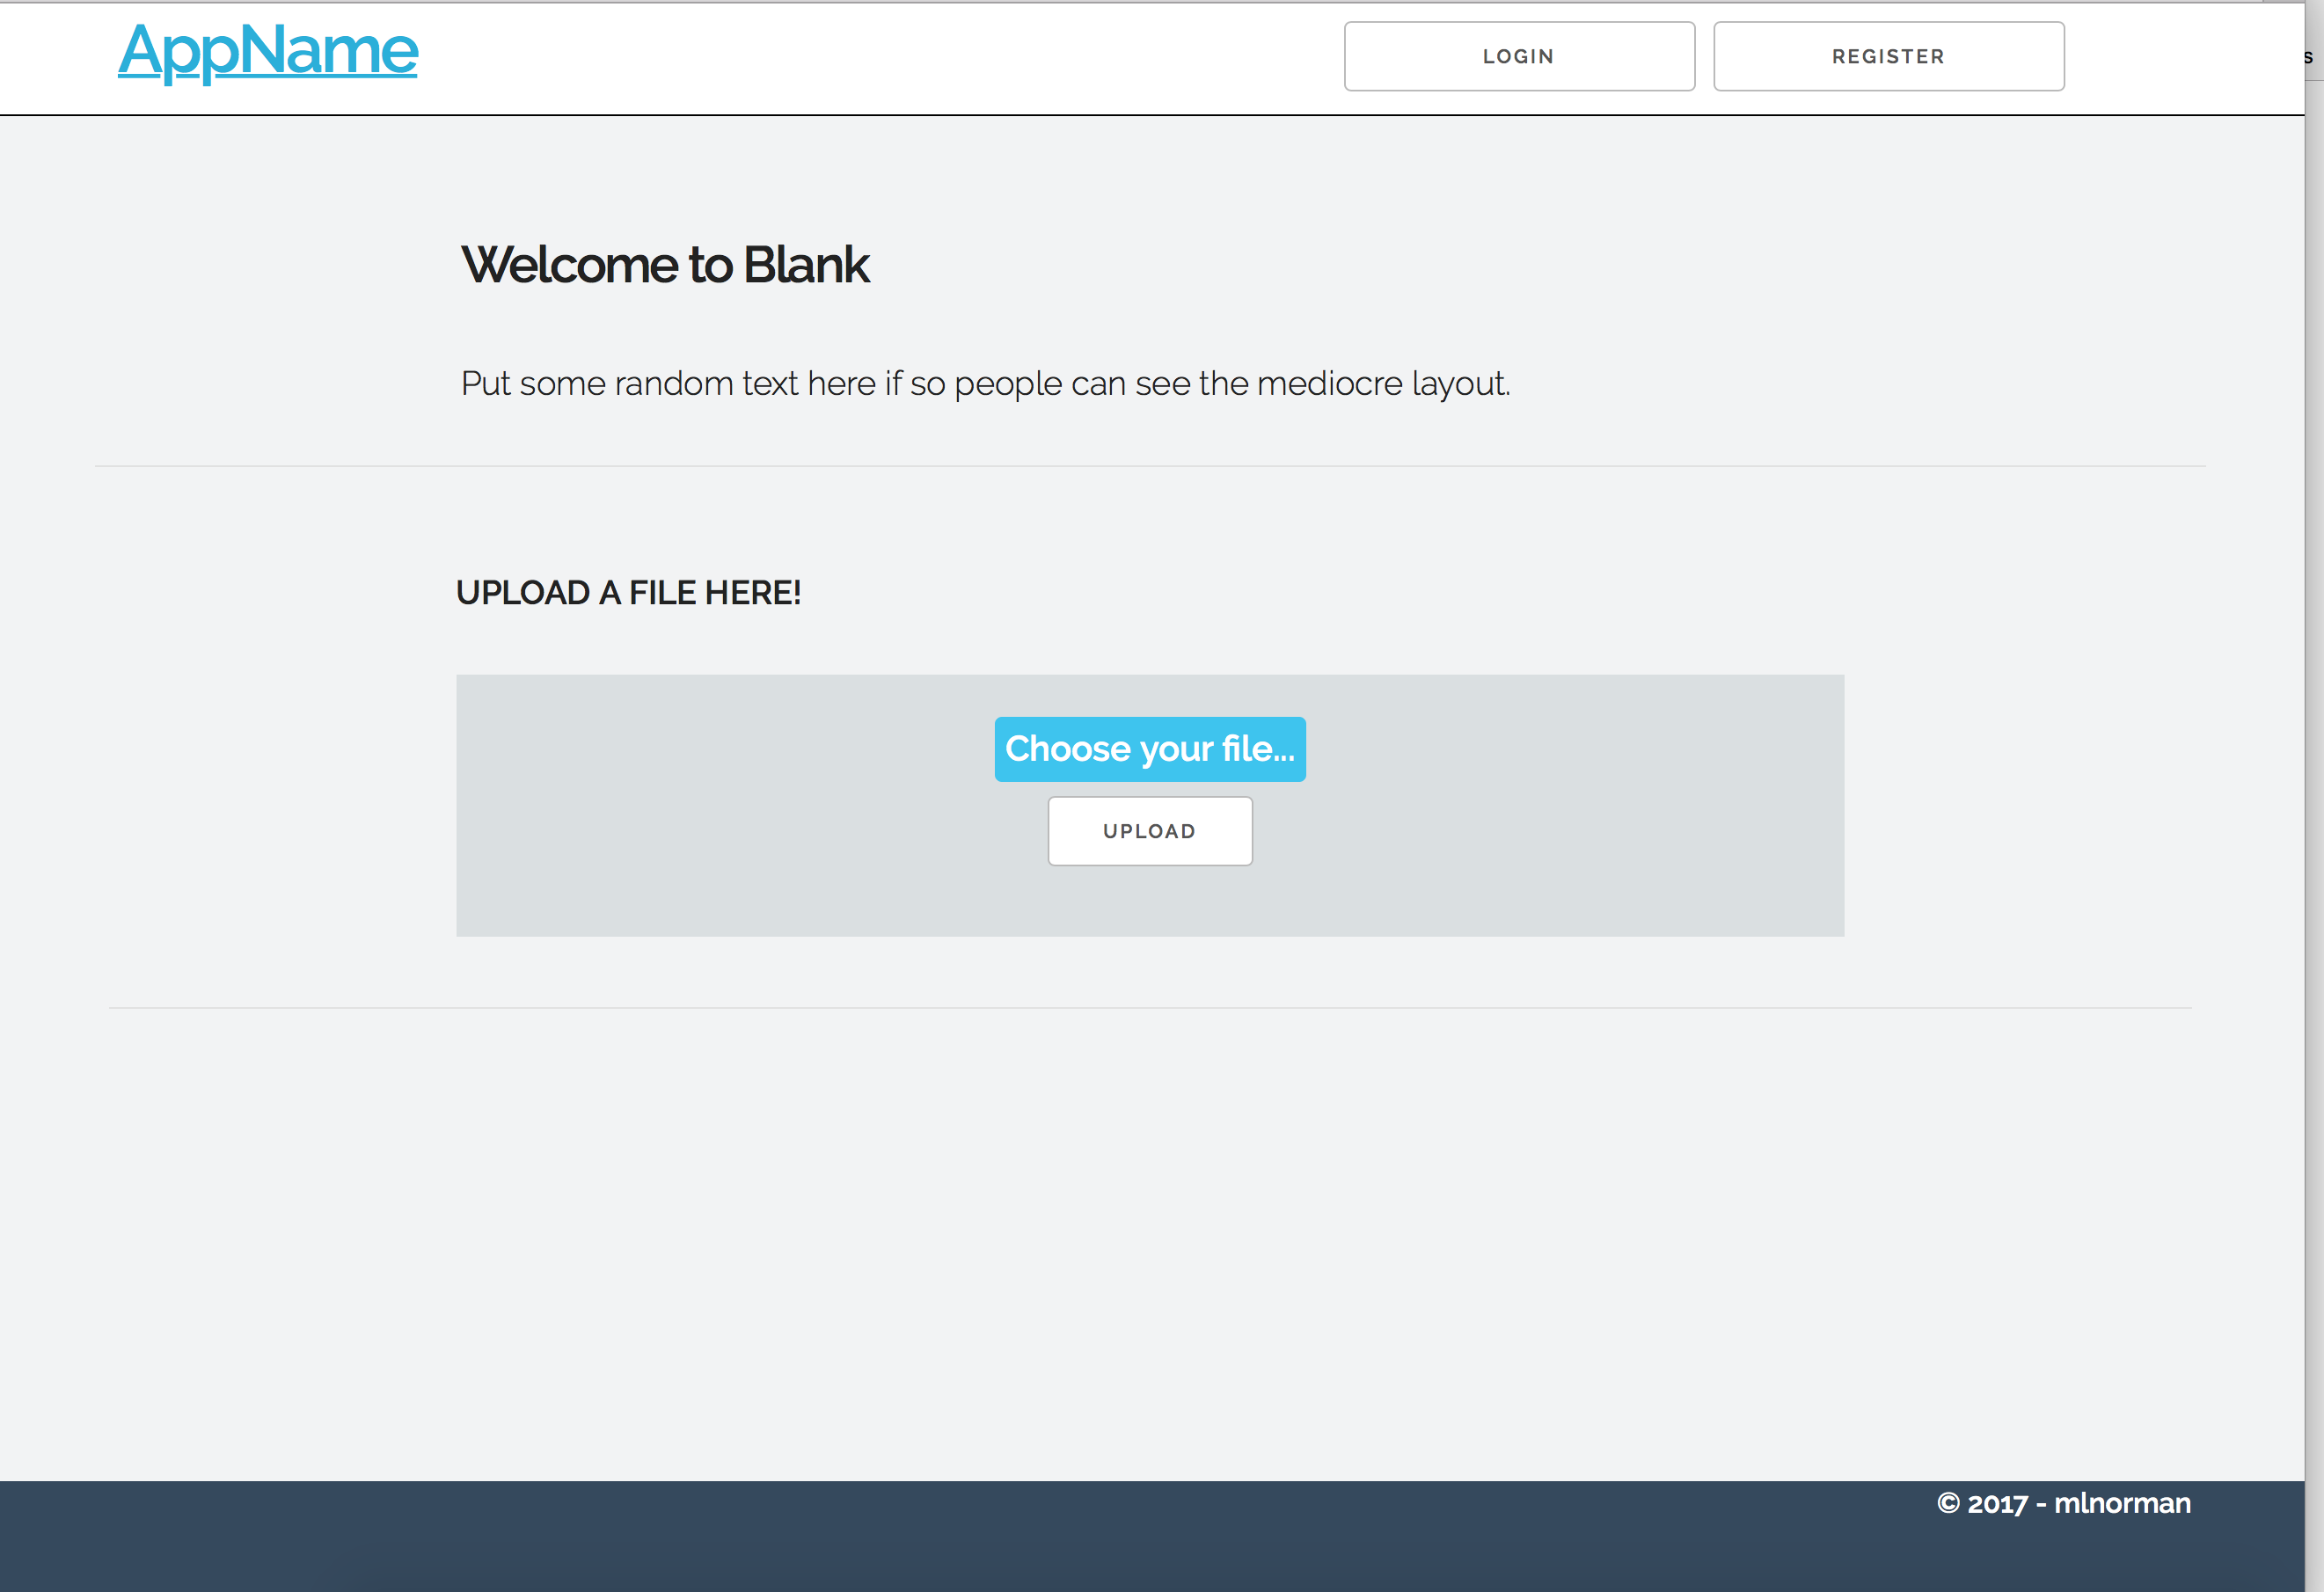 AppName
LOGIN
REGISTER
s
Welcome to Blank
Put some random text here if so people can see the mediocre layout.
UPLOAD A FILE HERE!
Choose your file...
UPLOAD
© 2017 - mlnorman